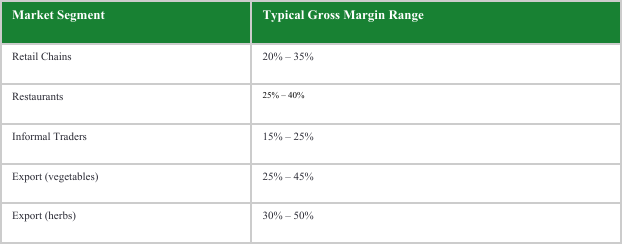 Market Segment Typical Gross Margin Range
Retail Chains 20% – 35%
Restaurants 25% – 40%
Informal Traders 15% – 25%
Export (vegetables) 25% – 45%
Export (herbs) 30% – 50%